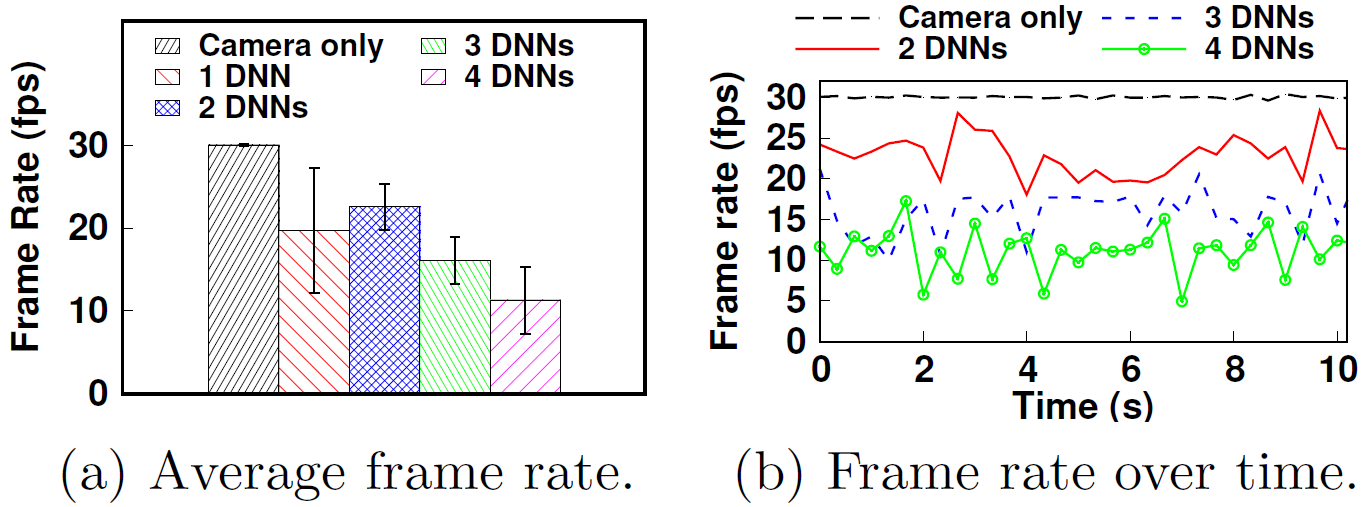 Camera only
1 DNN
2 DNNs
3 DNNs
4 DNNs
Frame Rate (fps)
30
20
10
0
(a) Average frame rate.
Camera only
2 DNNs
3 DNNs
4 DNNs
Frame rate (fps)
30
25
20
15
10
5
0
0 2 4 6 8 10
Time (s)
(b) Frame rate over time.